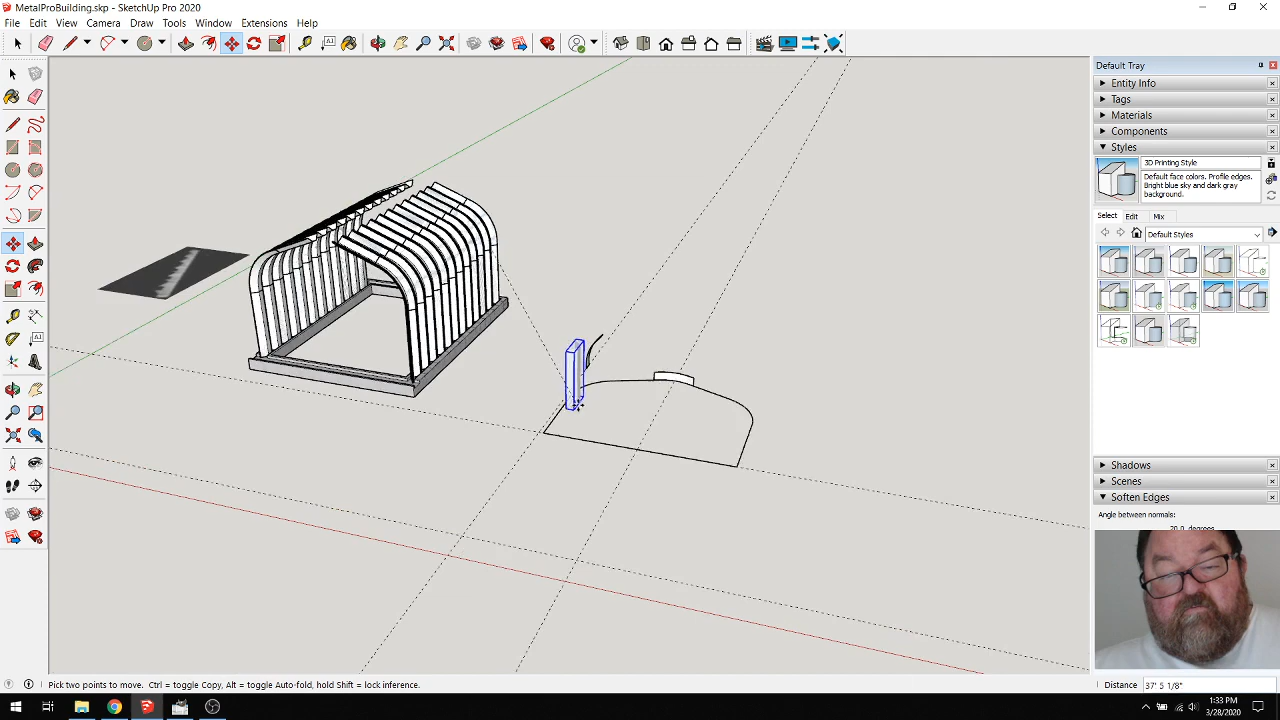 MetalProBuilding.skp - SketchUp Pro 2020
File Edit View Camera Draw Tools Window Extensions Help
Default Tray
Entity Info
Tags
Materials
Components
Styles
3D Printing Style
Default face colors. Profile edges.
Bright blue sky and dark gray
background.
Select Edit Mix
Default Styles
Shadows
Scenes
Soften Edges
Angle between normals:
20.0 degrees
Pick two points to move. Ctrl = toggle Copy, Alt = toggle Auto-fold, hold Shift = lock inference.
Distance 37' 5 1/8"
1:33 PM
3/28/2020